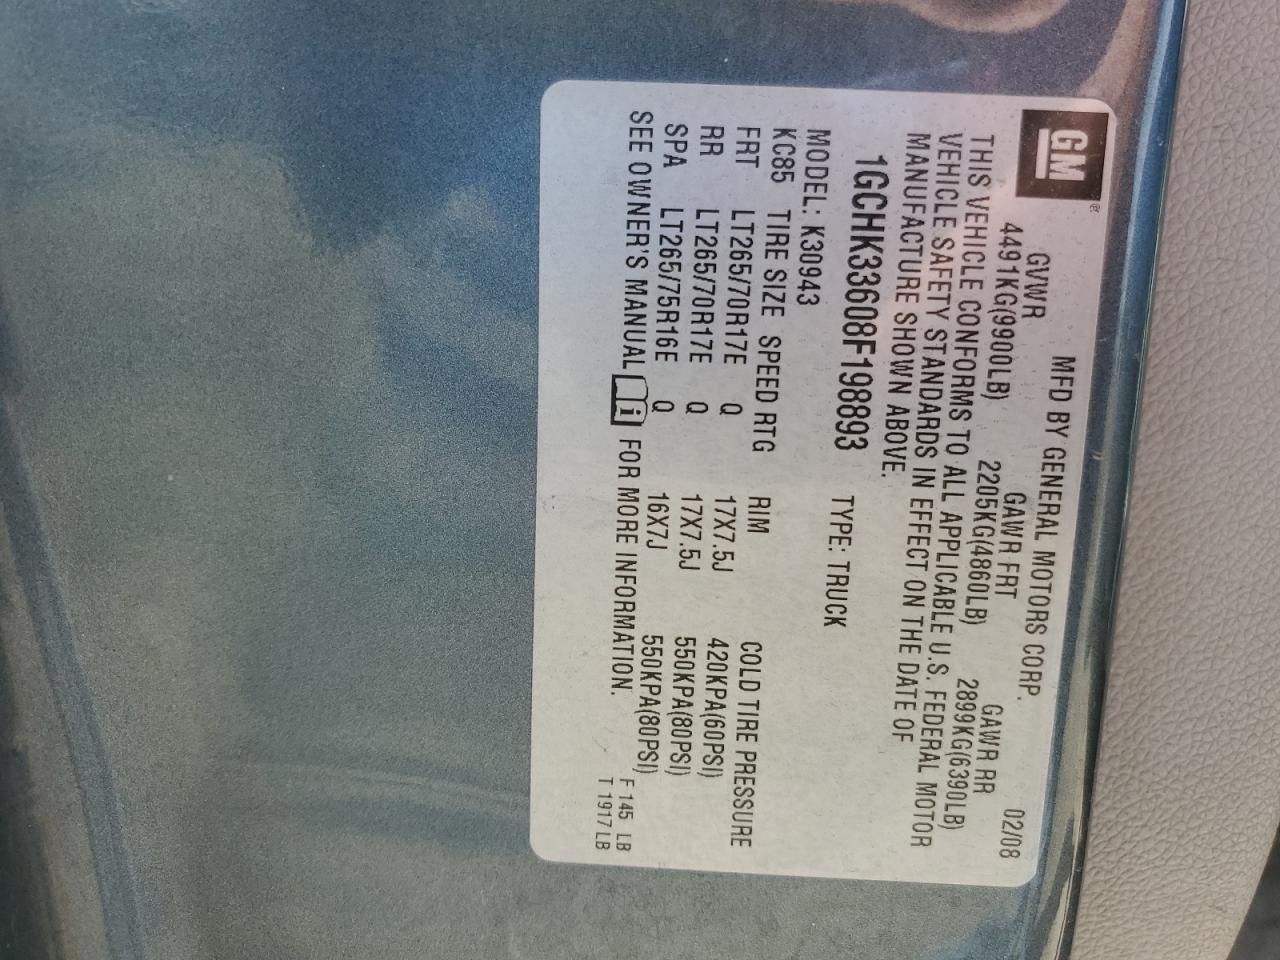 GM
MFD BY GENERAL MOTORS CORP. 02/08
GVWR GAWR FRT GAWR RR
4491KG(9900LB) 2205KG(4860LB) 2899KG(6390LB)
THIS VEHICLE CONFORMS TO ALL APPLICABLE U.S. FEDERAL MOTOR
VEHICLE SAFETY STANDARDS IN EFFECT ON THE DATE OF
MANUFACTURE SHOWN ABOVE.
1GCHK33608F198893 TYPE: TRUCK
MODEL: K30943
KC85 TIRE SIZE SPEED RTG RIM COLD TIRE PRESSURE
FRT LT265/70R17E Q 17X7.5J 420KPA(60PSI)
RR LT265/70R17E Q 17X7.5J 550KPA(80PSI)
SPA LT265/75R16E Q 16X7J 550KPA(80PSI)
SEE OWNER'S MANUAL i FOR MORE INFORMATION.
F 145 LB
T 1917 LB